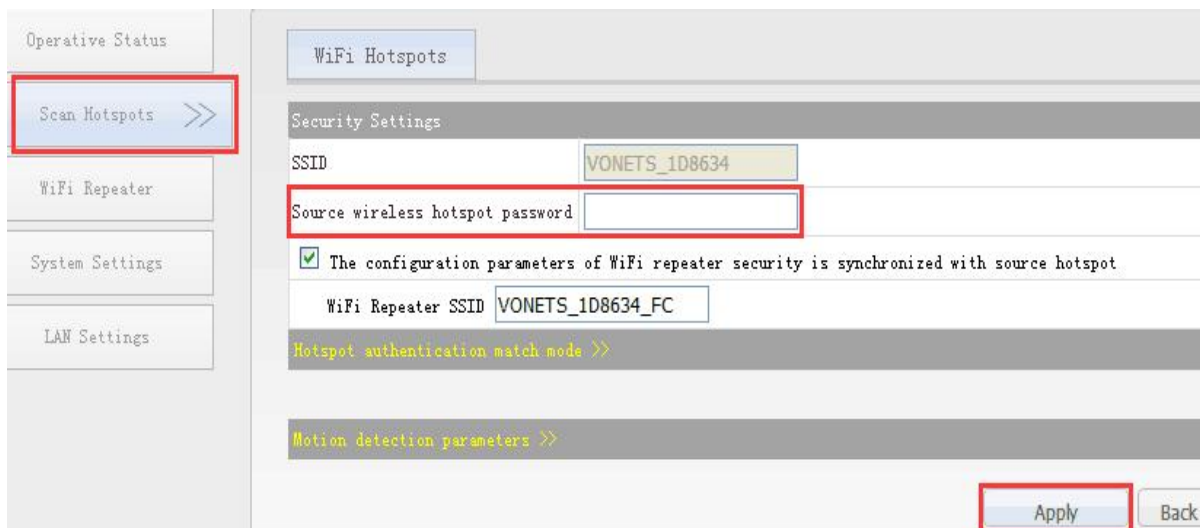 Operative Status
Scan Hotspots >>
WiFi Repeater
System Settings
LAN Settings
WiFi Hotspots
Security Settings
SSID VONETS_1D8634
Source wireless hotspot password
The configuration parameters of WiFi repeater security is synchronized with source hotspot
WiFi Repeater SSID VONETS_1D8634_FC
Hotspot authentication match mode >>
Motion detection parameters >>
Apply Back